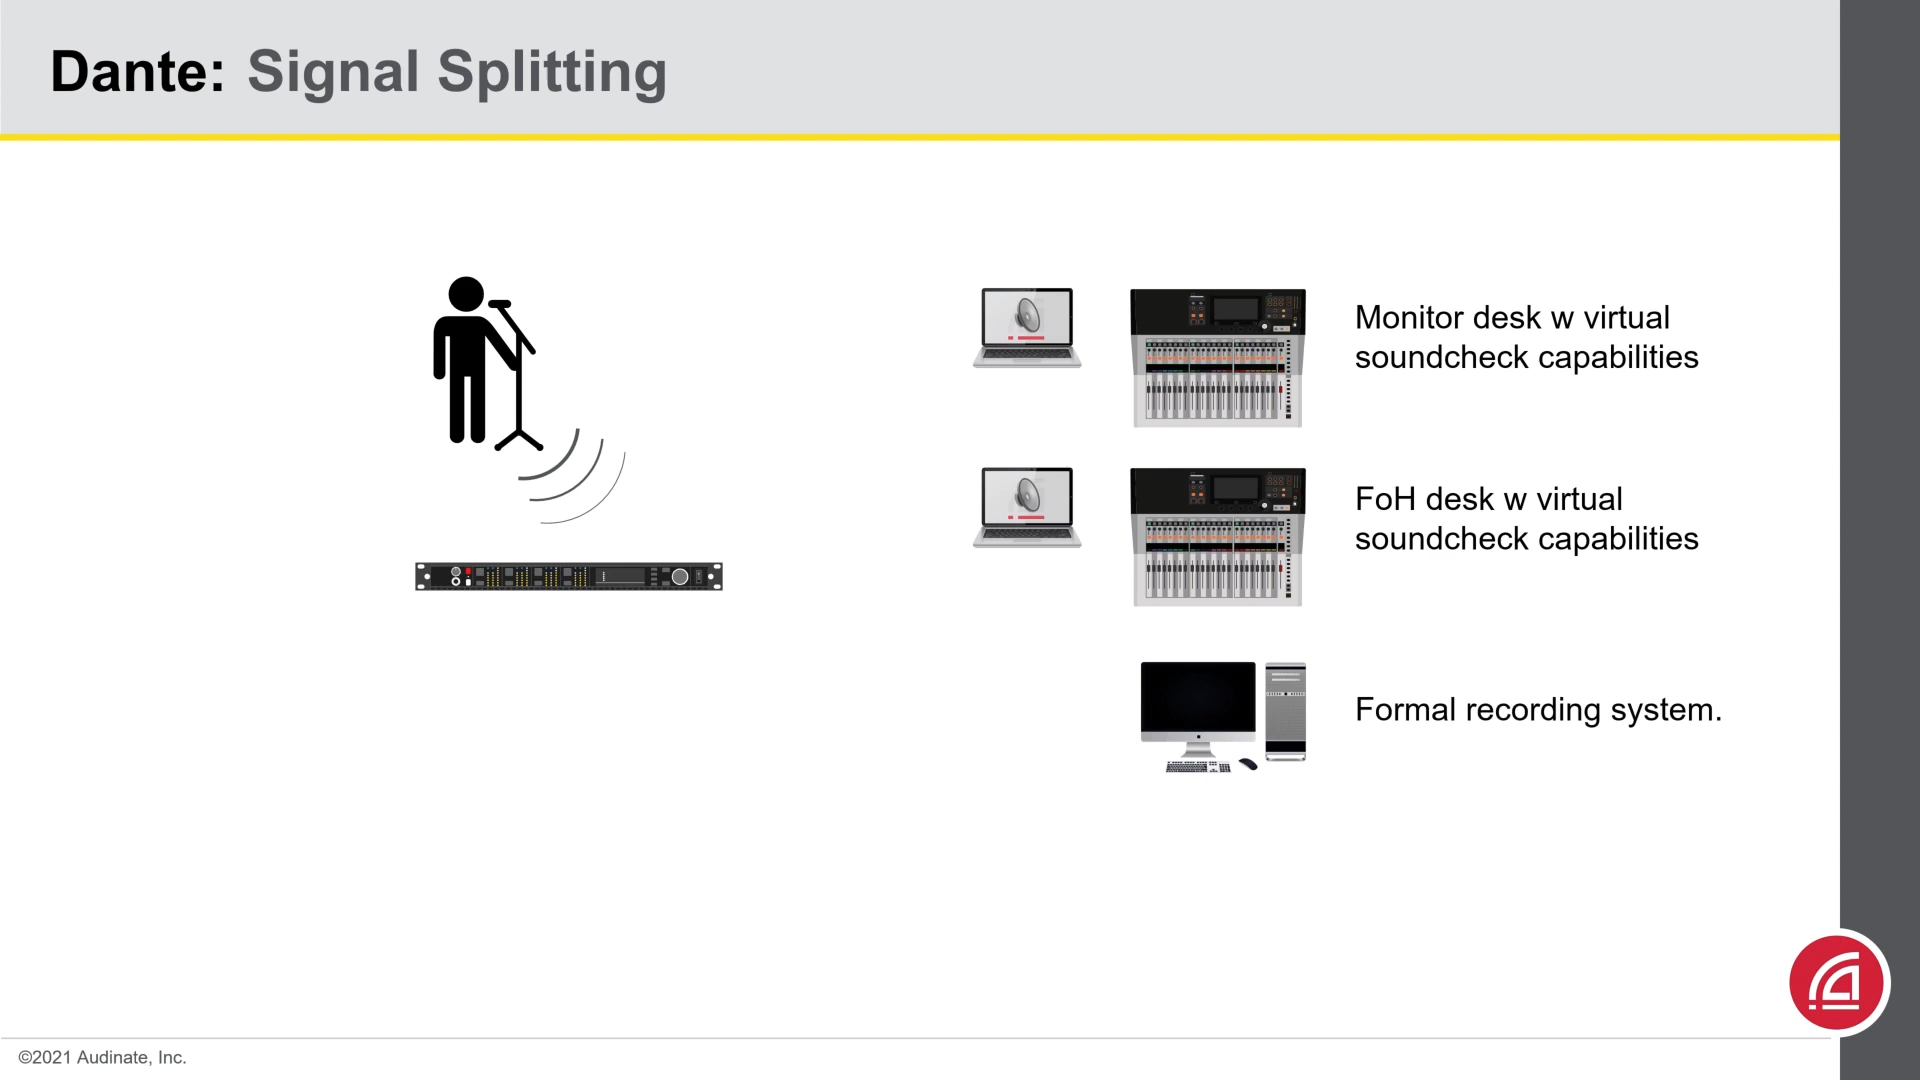 Dante: Signal Splitting
Monitor desk w virtual
soundcheck capabilities
FoH desk w virtual
soundcheck capabilities
Formal recording system.
©2021 Audinate, Inc.